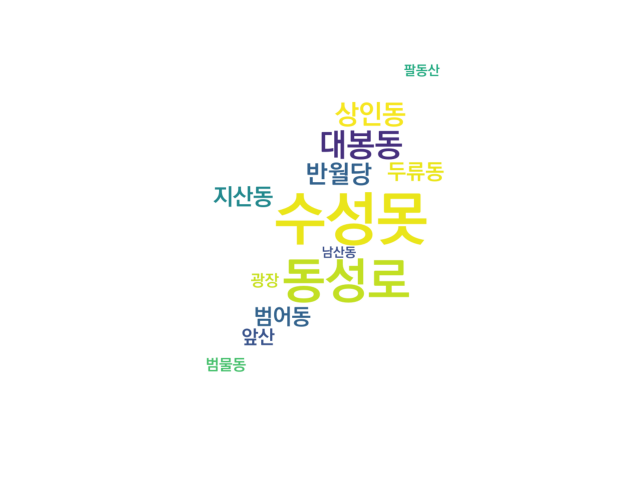 팔동산
상인동
대봉동
반월당 두류동
지산동
수성못
남산동
광장 동성로
범어동
앞산
범물동